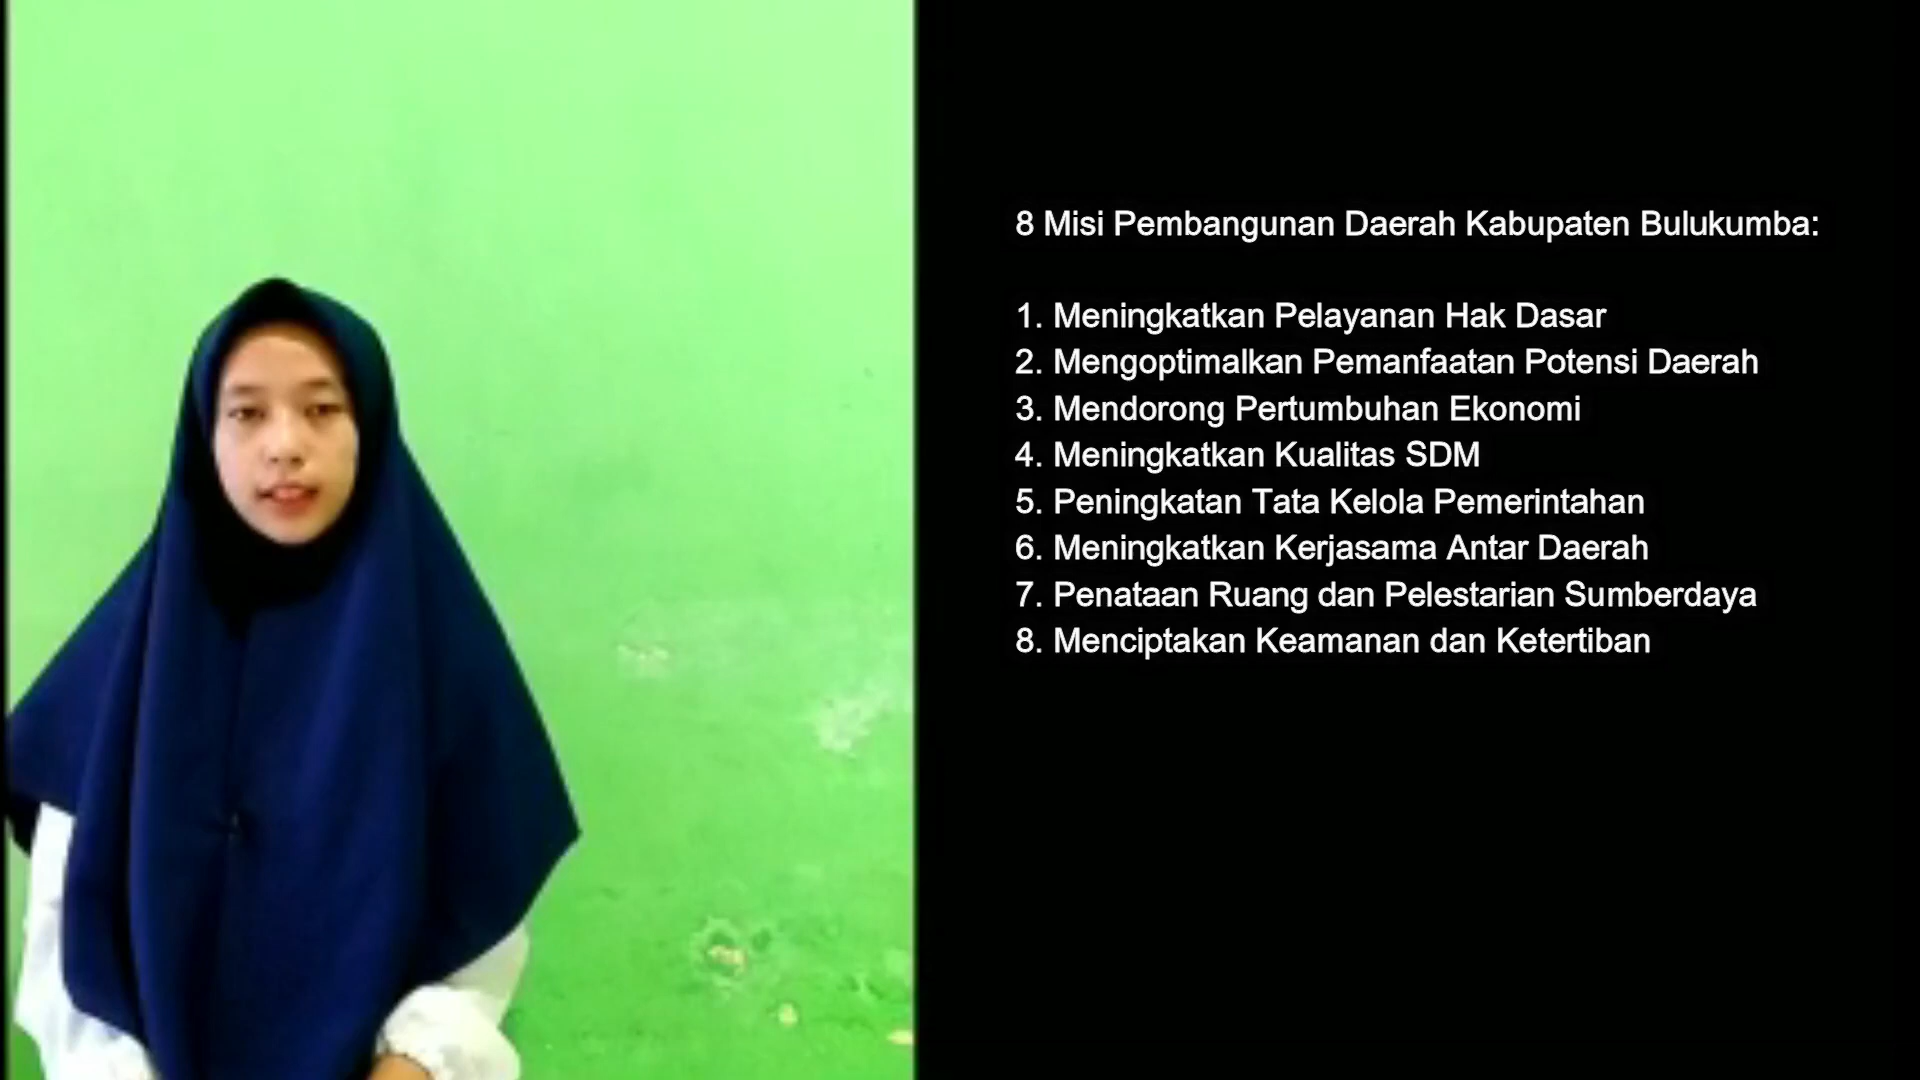 8 Misi Pembangunan Daerah Kabupaten Bulukumba:
1. Meningkatkan Pelayanan Hak Dasar
2. Mengoptimalkan Pemanfaatan Potensi Daerah
3. Mendorong Pertumbuhan Ekonomi
4. Meningkatkan Kualitas SDM
5. Peningkatan Tata Kelola Pemerintahan
6. Meningkatkan Kerjasama Antar Daerah
7. Penataan Ruang dan Pelestarian Sumberdaya
8. Menciptakan Keamanan dan Ketertiban